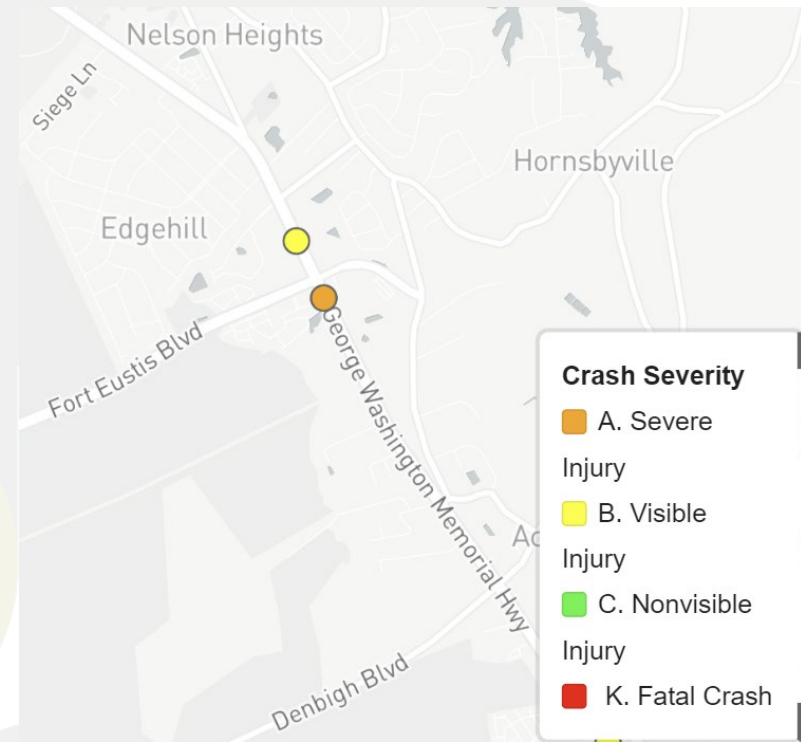 Nelson Heights
Siege Ln
Hornsbyville
Edgehill
Fort Eustis Blvd
George Washington Memorial Hwy
Denbigh Blvd
Crash Severity
A. Severe
Injury
B. Visible
Injury
C. Nonvisible
Injury
K. Fatal Crash